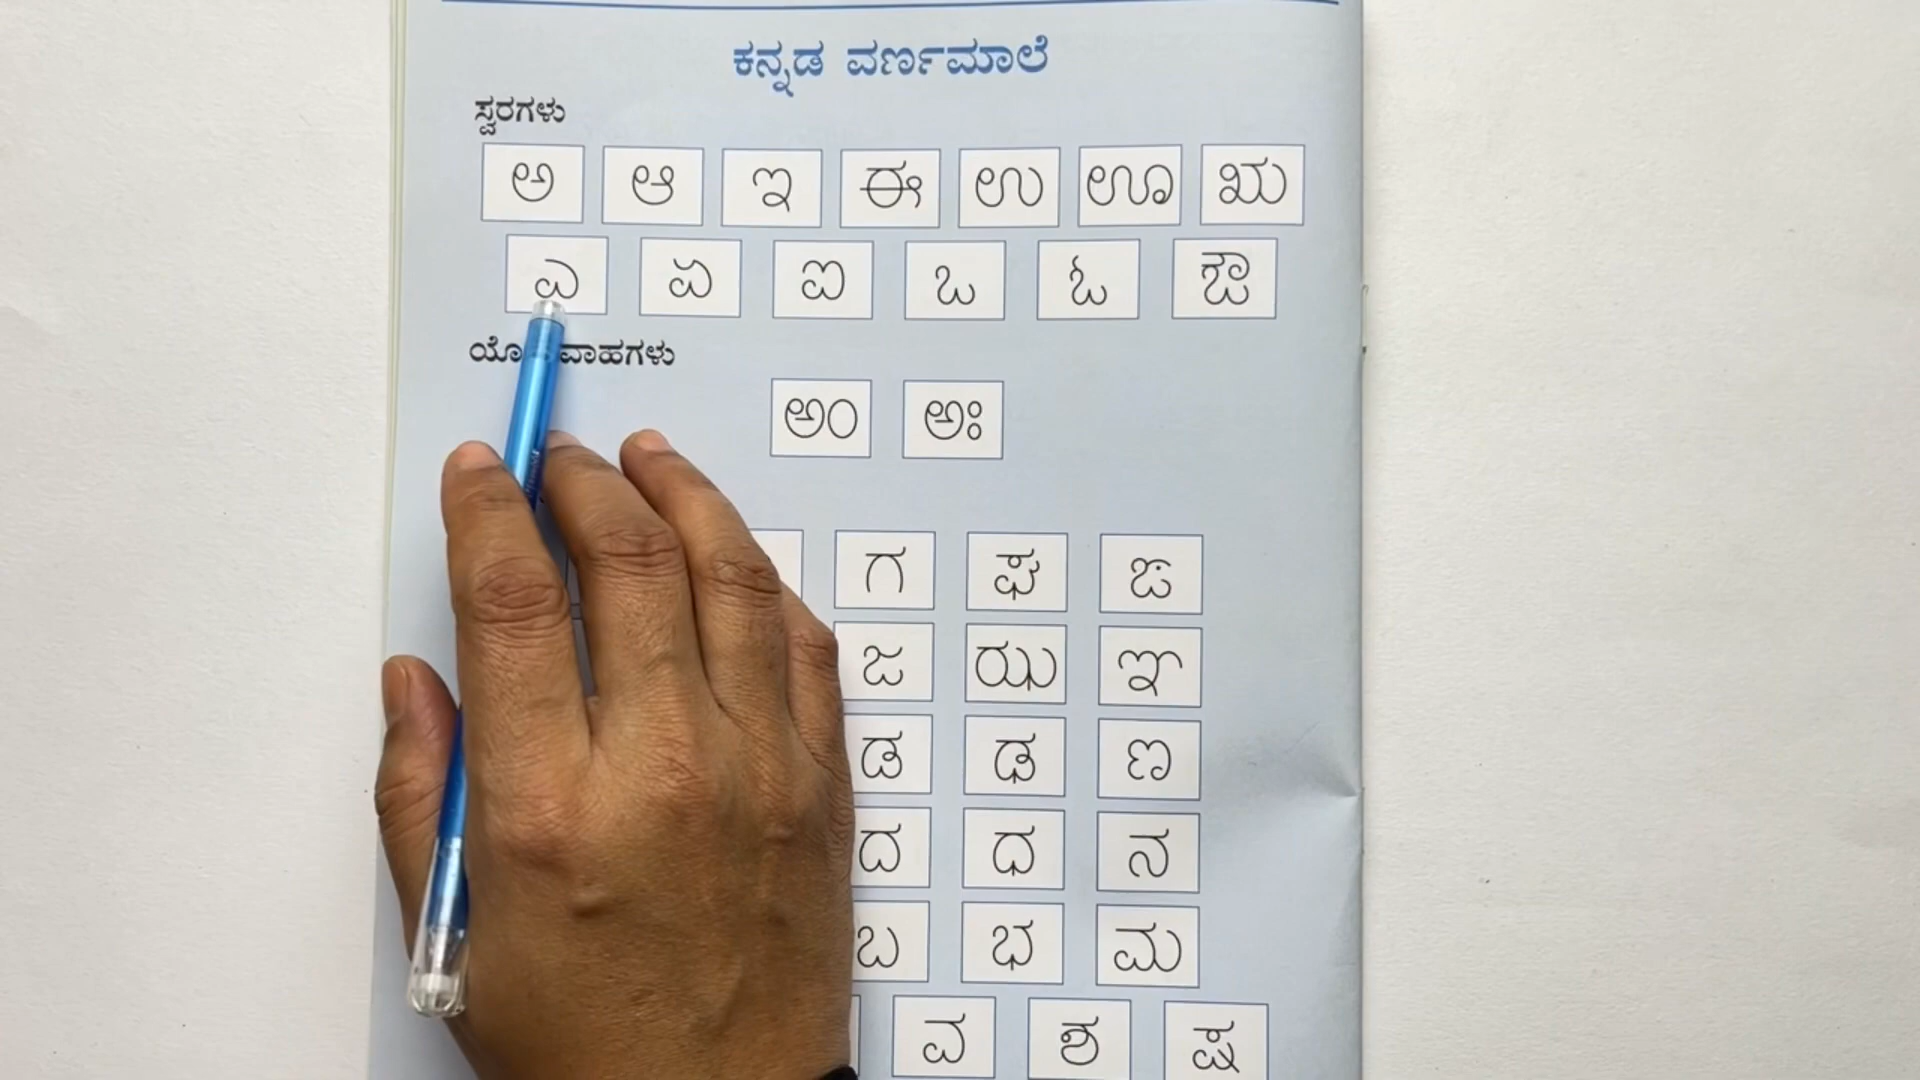 ಕನ್ನಡ ವರ್ಣಮಾಲೆ
ಸ್ವರಗಳು
ಅ ಆ ಇ ಈ ಉ ಊ ಋ
ಎ ಏ ಐ ಒ ಓ ಔ
ಅಂ ಅಃ
ಗ ಘ ಙ
ಜ ಝ ಞ
ಡ ಢ ಣ
ದ ಧ ನ
ಬ ಭ ಮ
ವ ಶ ಷ